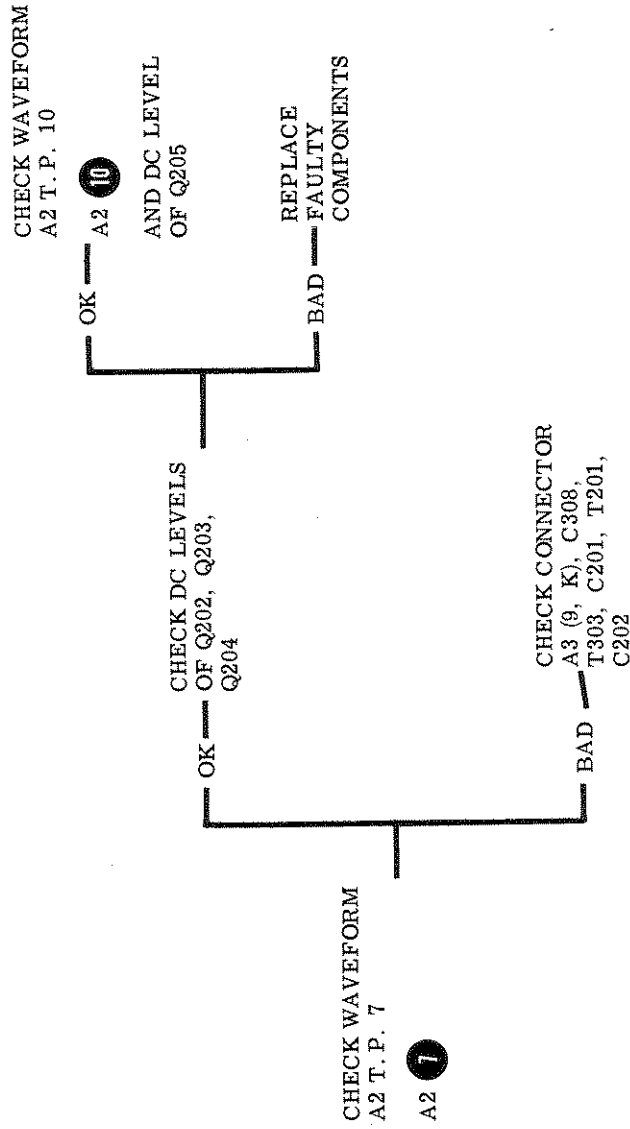 CHECK WAVEFORM
A2 T. P. 7
A2 7
OK
CHECK DC LEVELS
OF Q202, Q203,
Q204
OK
CHECK WAVEFORM
A2 T. P. 10
A2 10
AND DC LEVEL
OF Q205
BAD
REPLACE
FAULTY
COMPONENTS
BAD
CHECK CONNECTOR
A3 (9, K), C308,
T303, C201, T201,
C202